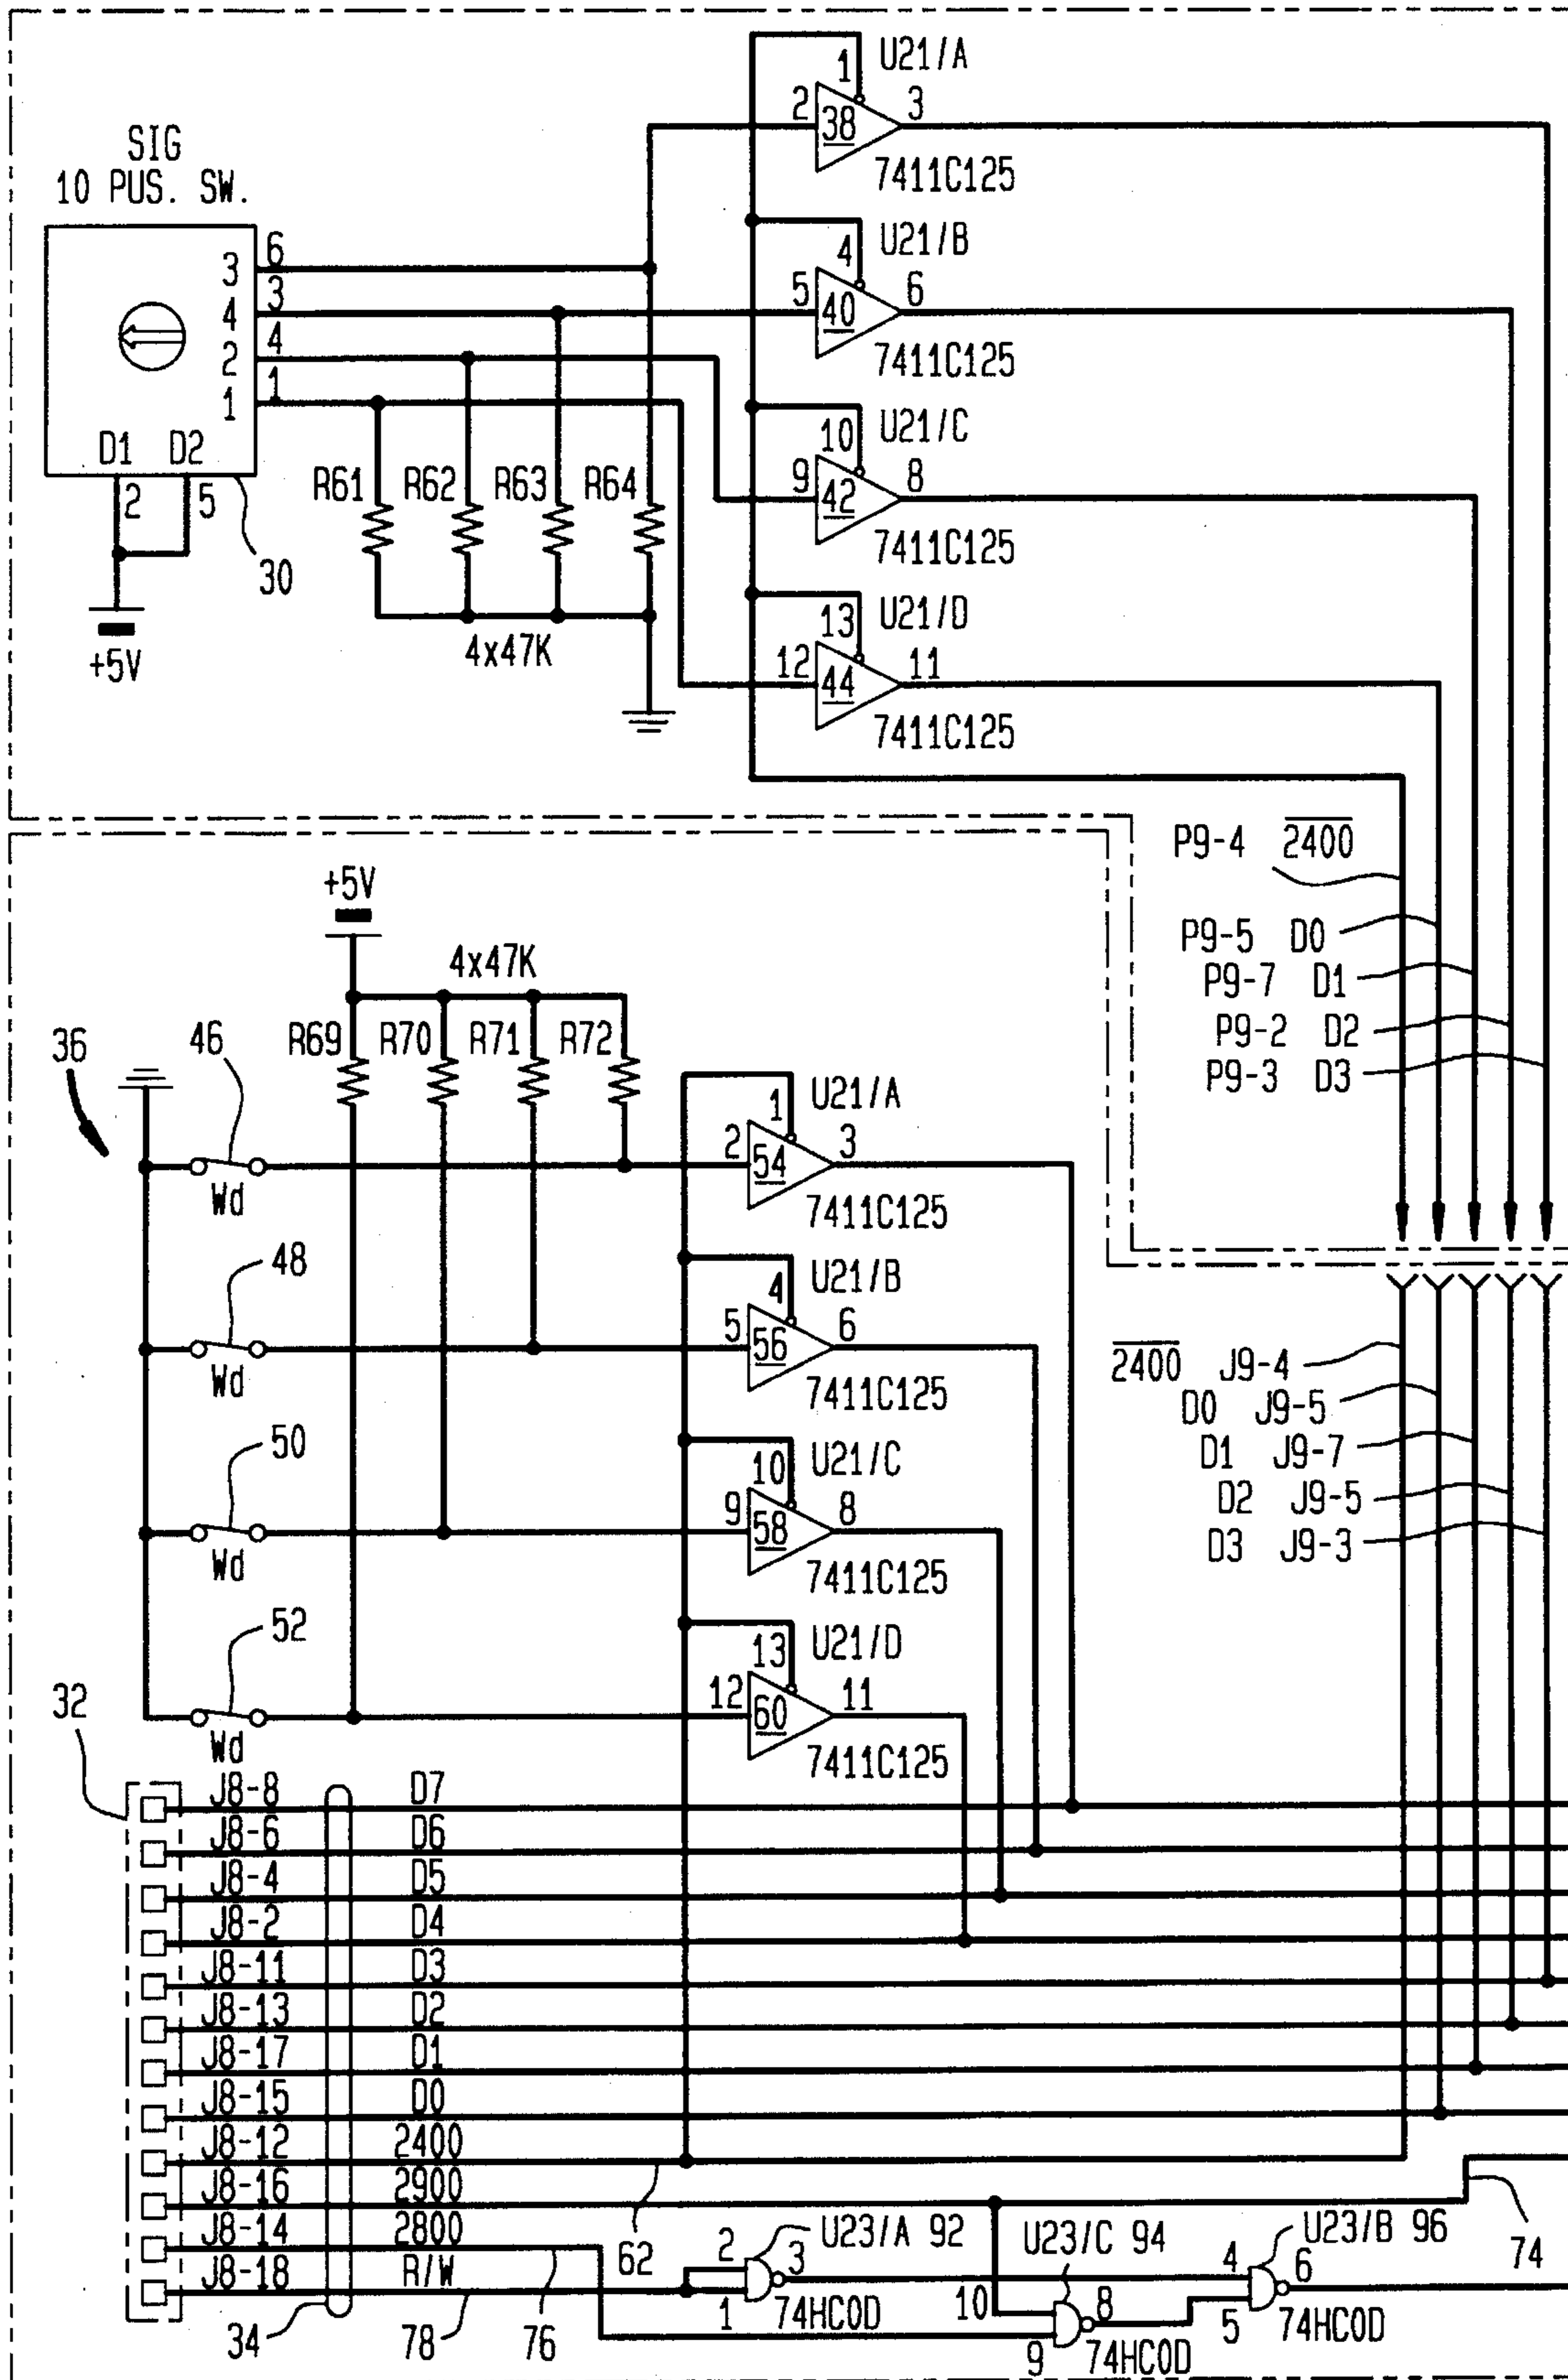 SIG
10 PUS. SW.
U21/A
1
2
38
3
7411C125
U21/B
4
5
40
6
7411C125
U21/C
10
9
42
8
7411C125
U21/D
13
12
44
11
7411C125
3 6
4 3
2 4
1 1
D1 D2
2 5
30
+5V
R61 R62 R63 R64
4x47K
P9-4 2400
P9-5 D0
P9-7 D1
P9-2 D2
P9-3 D3
+5V
4x47K
R69 R70 R71 R72
36
46
Wd
48
Wd
50
Wd
52
Wd
U21/A
1
2
54
3
7411C125
U21/B
4
5
56
6
7411C125
U21/C
10
9
58
8
7411C125
U21/D
13
12
60
11
7411C125
2400 J9-4
D0 J9-5
D1 J9-7
D2 J9-5
D3 J9-3
32
J8-8 D7
J8-6 D6
J8-4 D5
J8-2 D4
J8-11 D3
J8-13 D2
J8-17 D1
J8-15 D0
J8-12 2400
J8-16 2900
J8-14 2800
J8-18 R/W
34
78
76
62
U23/A 92
2
1
3
74HC0D
U23/C 94
10
9
8
74HC0D
U23/B 96
4
5
6
74HC0D
74